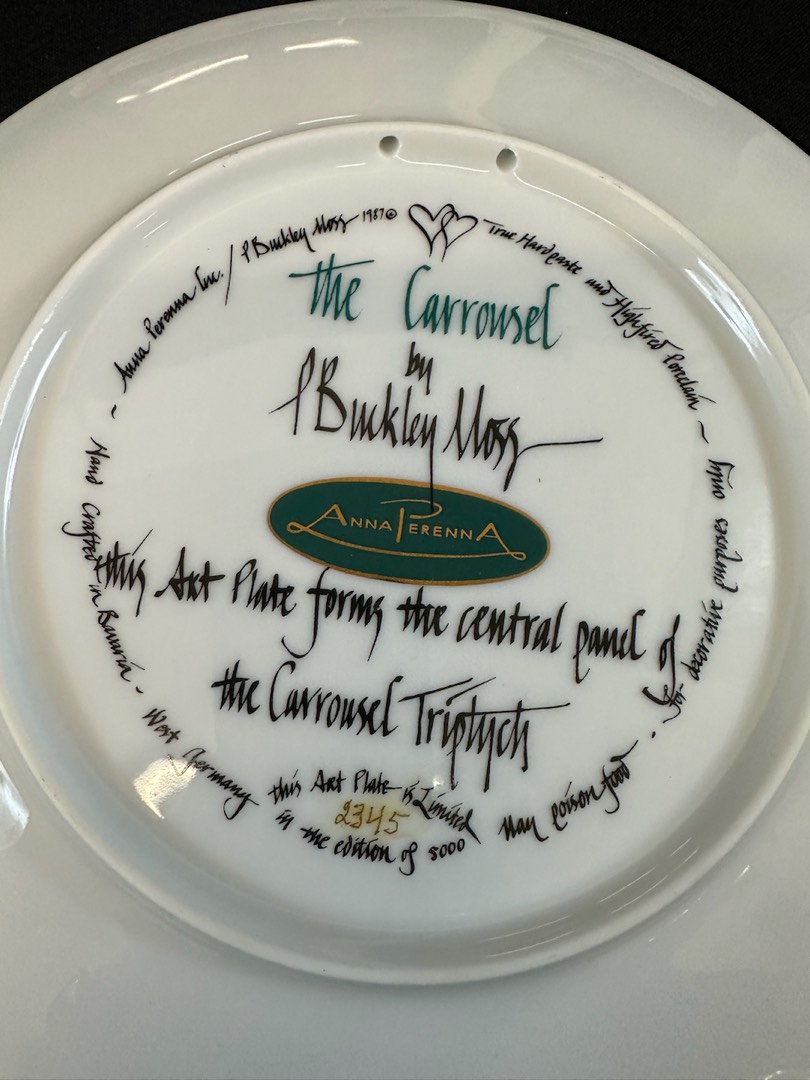 Anna Perenna Inc. / P Buckley Moss 1987 ©
True Hardpaste and Highfired Porcelain ~ for decorative purposes only
the Carrousel
by
P Buckley Moss
ANNA PERENNA
this Art Plate forms the central panel of
the Carrousel Triptych
this Art Plate is Limited
2345
in the edition of 5000
May poison food.
~ Hand Crafted in Bavaria - West Germany